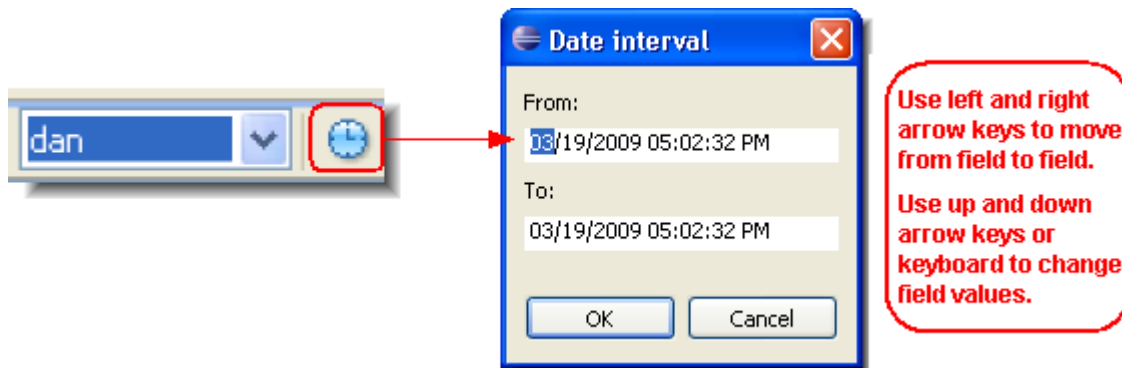 dan
Date interval
From:
03/19/2009 05:02:32 PM
To:
03/19/2009 05:02:32 PM
OK
Cancel
Use left and right
arrow keys to move
from field to field.
Use up and down
arrow keys or
keyboard to change
field values.